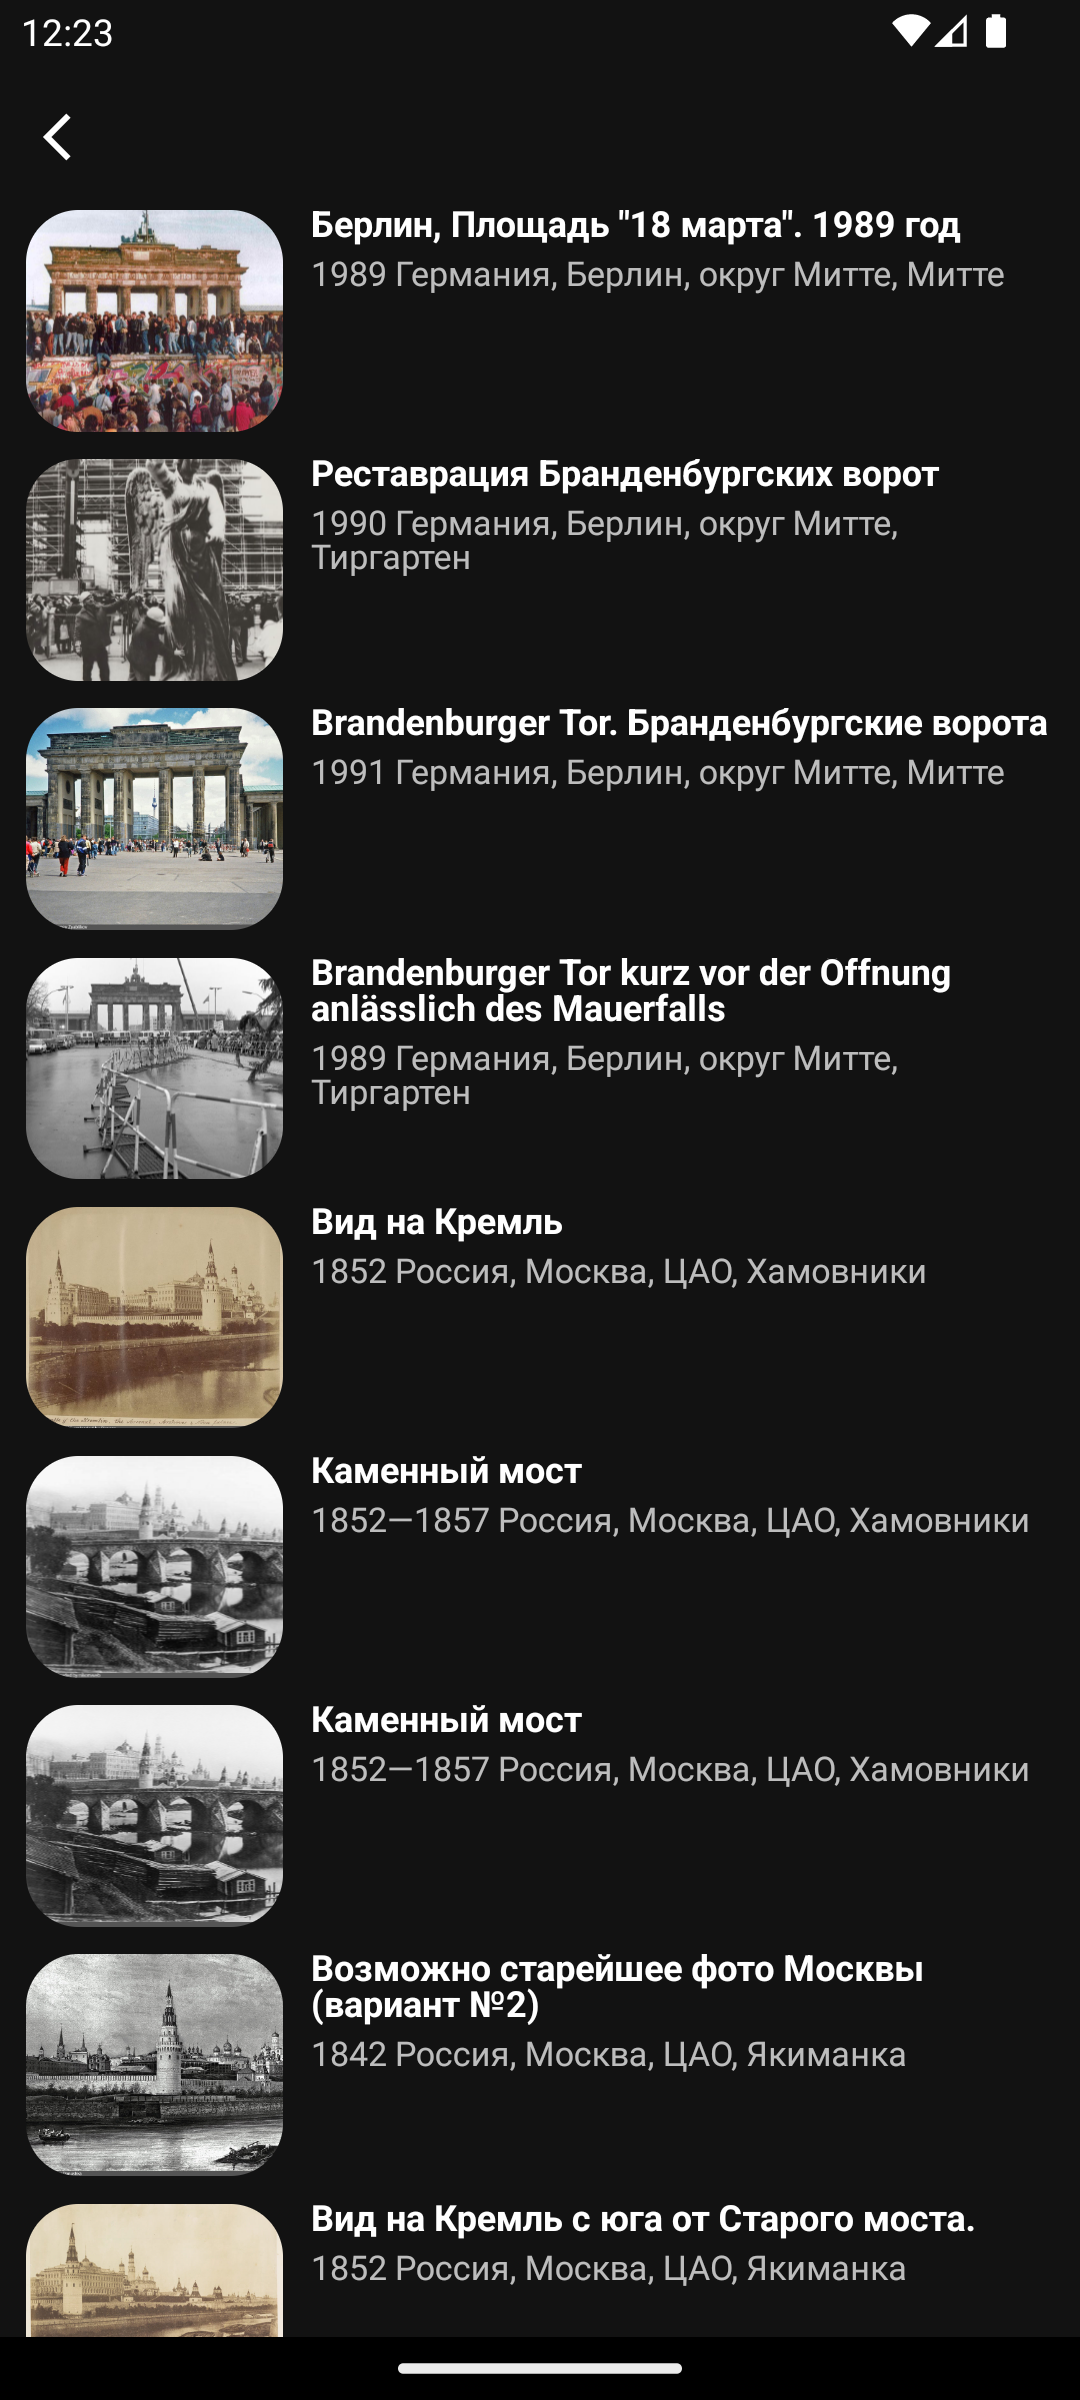 12:23
Берлин, Площадь "18 марта". 1989 год
1989 Германия, Берлин, округ Митте, Митте
Реставрация Бранденбургских ворот
1990 Германия, Берлин, округ Митте,
Тиргартен
Brandenburger Tor. Бранденбургские ворота
1991 Германия, Берлин, округ Митте, Митте
Brandenburger Tor kurz vor der Offnung
anlässlich des Mauerfalls
1989 Германия, Берлин, округ Митте,
Тиргартен
Вид на Кремль
1852 Россия, Москва, ЦАО, Хамовники
Каменный мост
1852—1857 Россия, Москва, ЦАО, Хамовники
Каменный мост
1852—1857 Россия, Москва, ЦАО, Хамовники
Возможно старейшее фото Москвы
(вариант №2)
1842 Россия, Москва, ЦАО, Якиманка
Вид на Кремль с юга от Старого моста.
1852 Россия, Москва, ЦАО, Якиманка